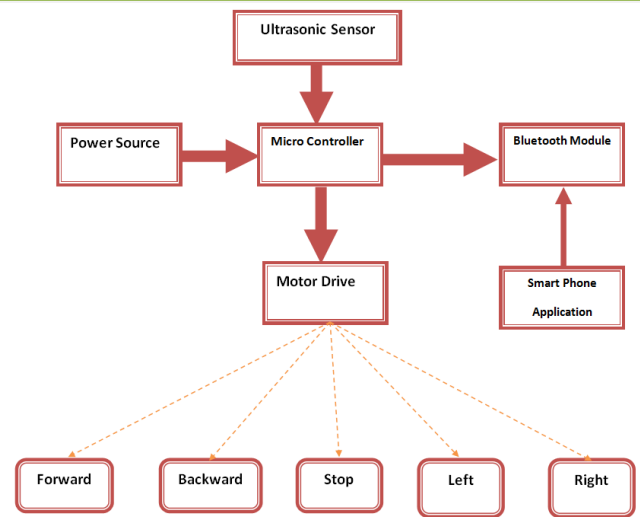 Ultrasonic Sensor
Power Source
Micro Controller
Bluetooth Module
Motor Drive
Smart Phone
Application
Forward
Backward
Stop
Left
Right